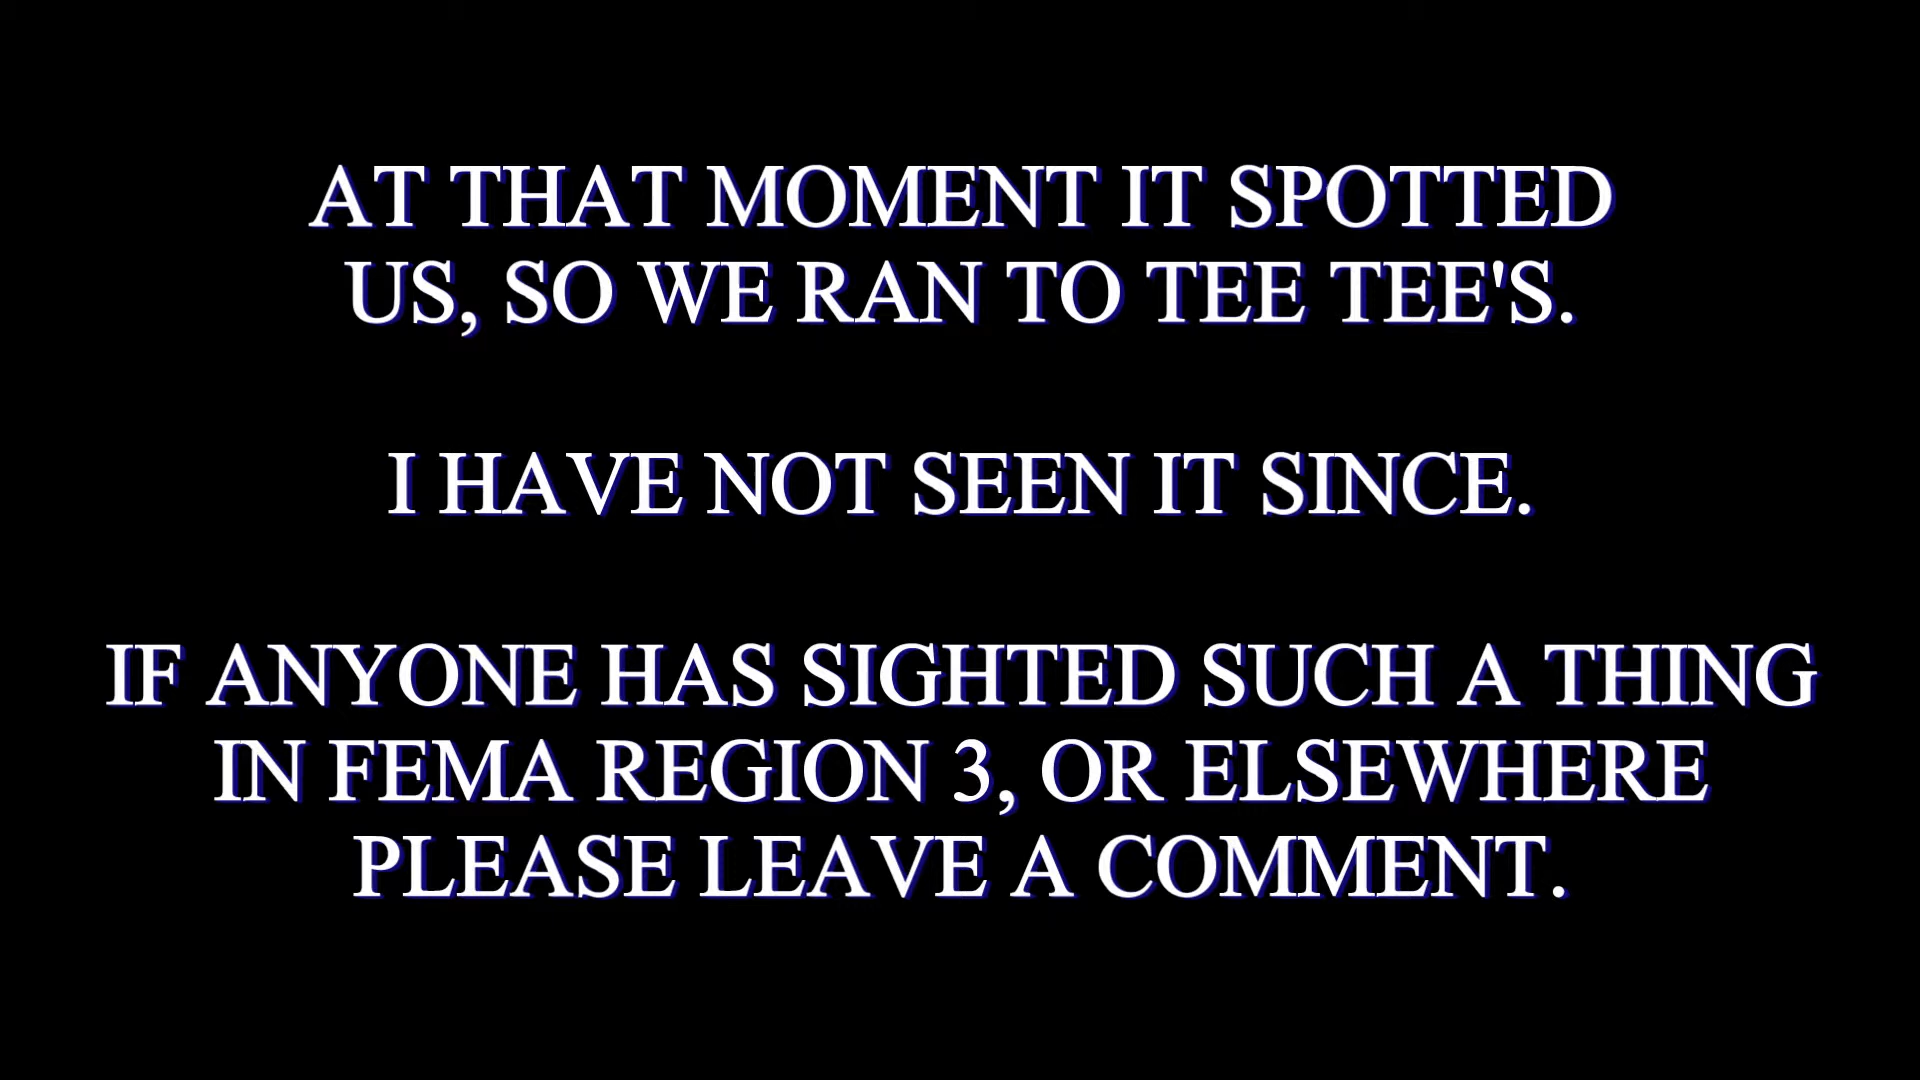 AT THAT MOMENT IT SPOTTED
US, SO WE RAN TO TEE TEE'S.
I HAVE NOT SEEN IT SINCE.
IF ANYONE HAS SIGHTED SUCH A THING
IN FEMA REGION 3, OR ELSEWHERE
PLEASE LEAVE A COMMENT.